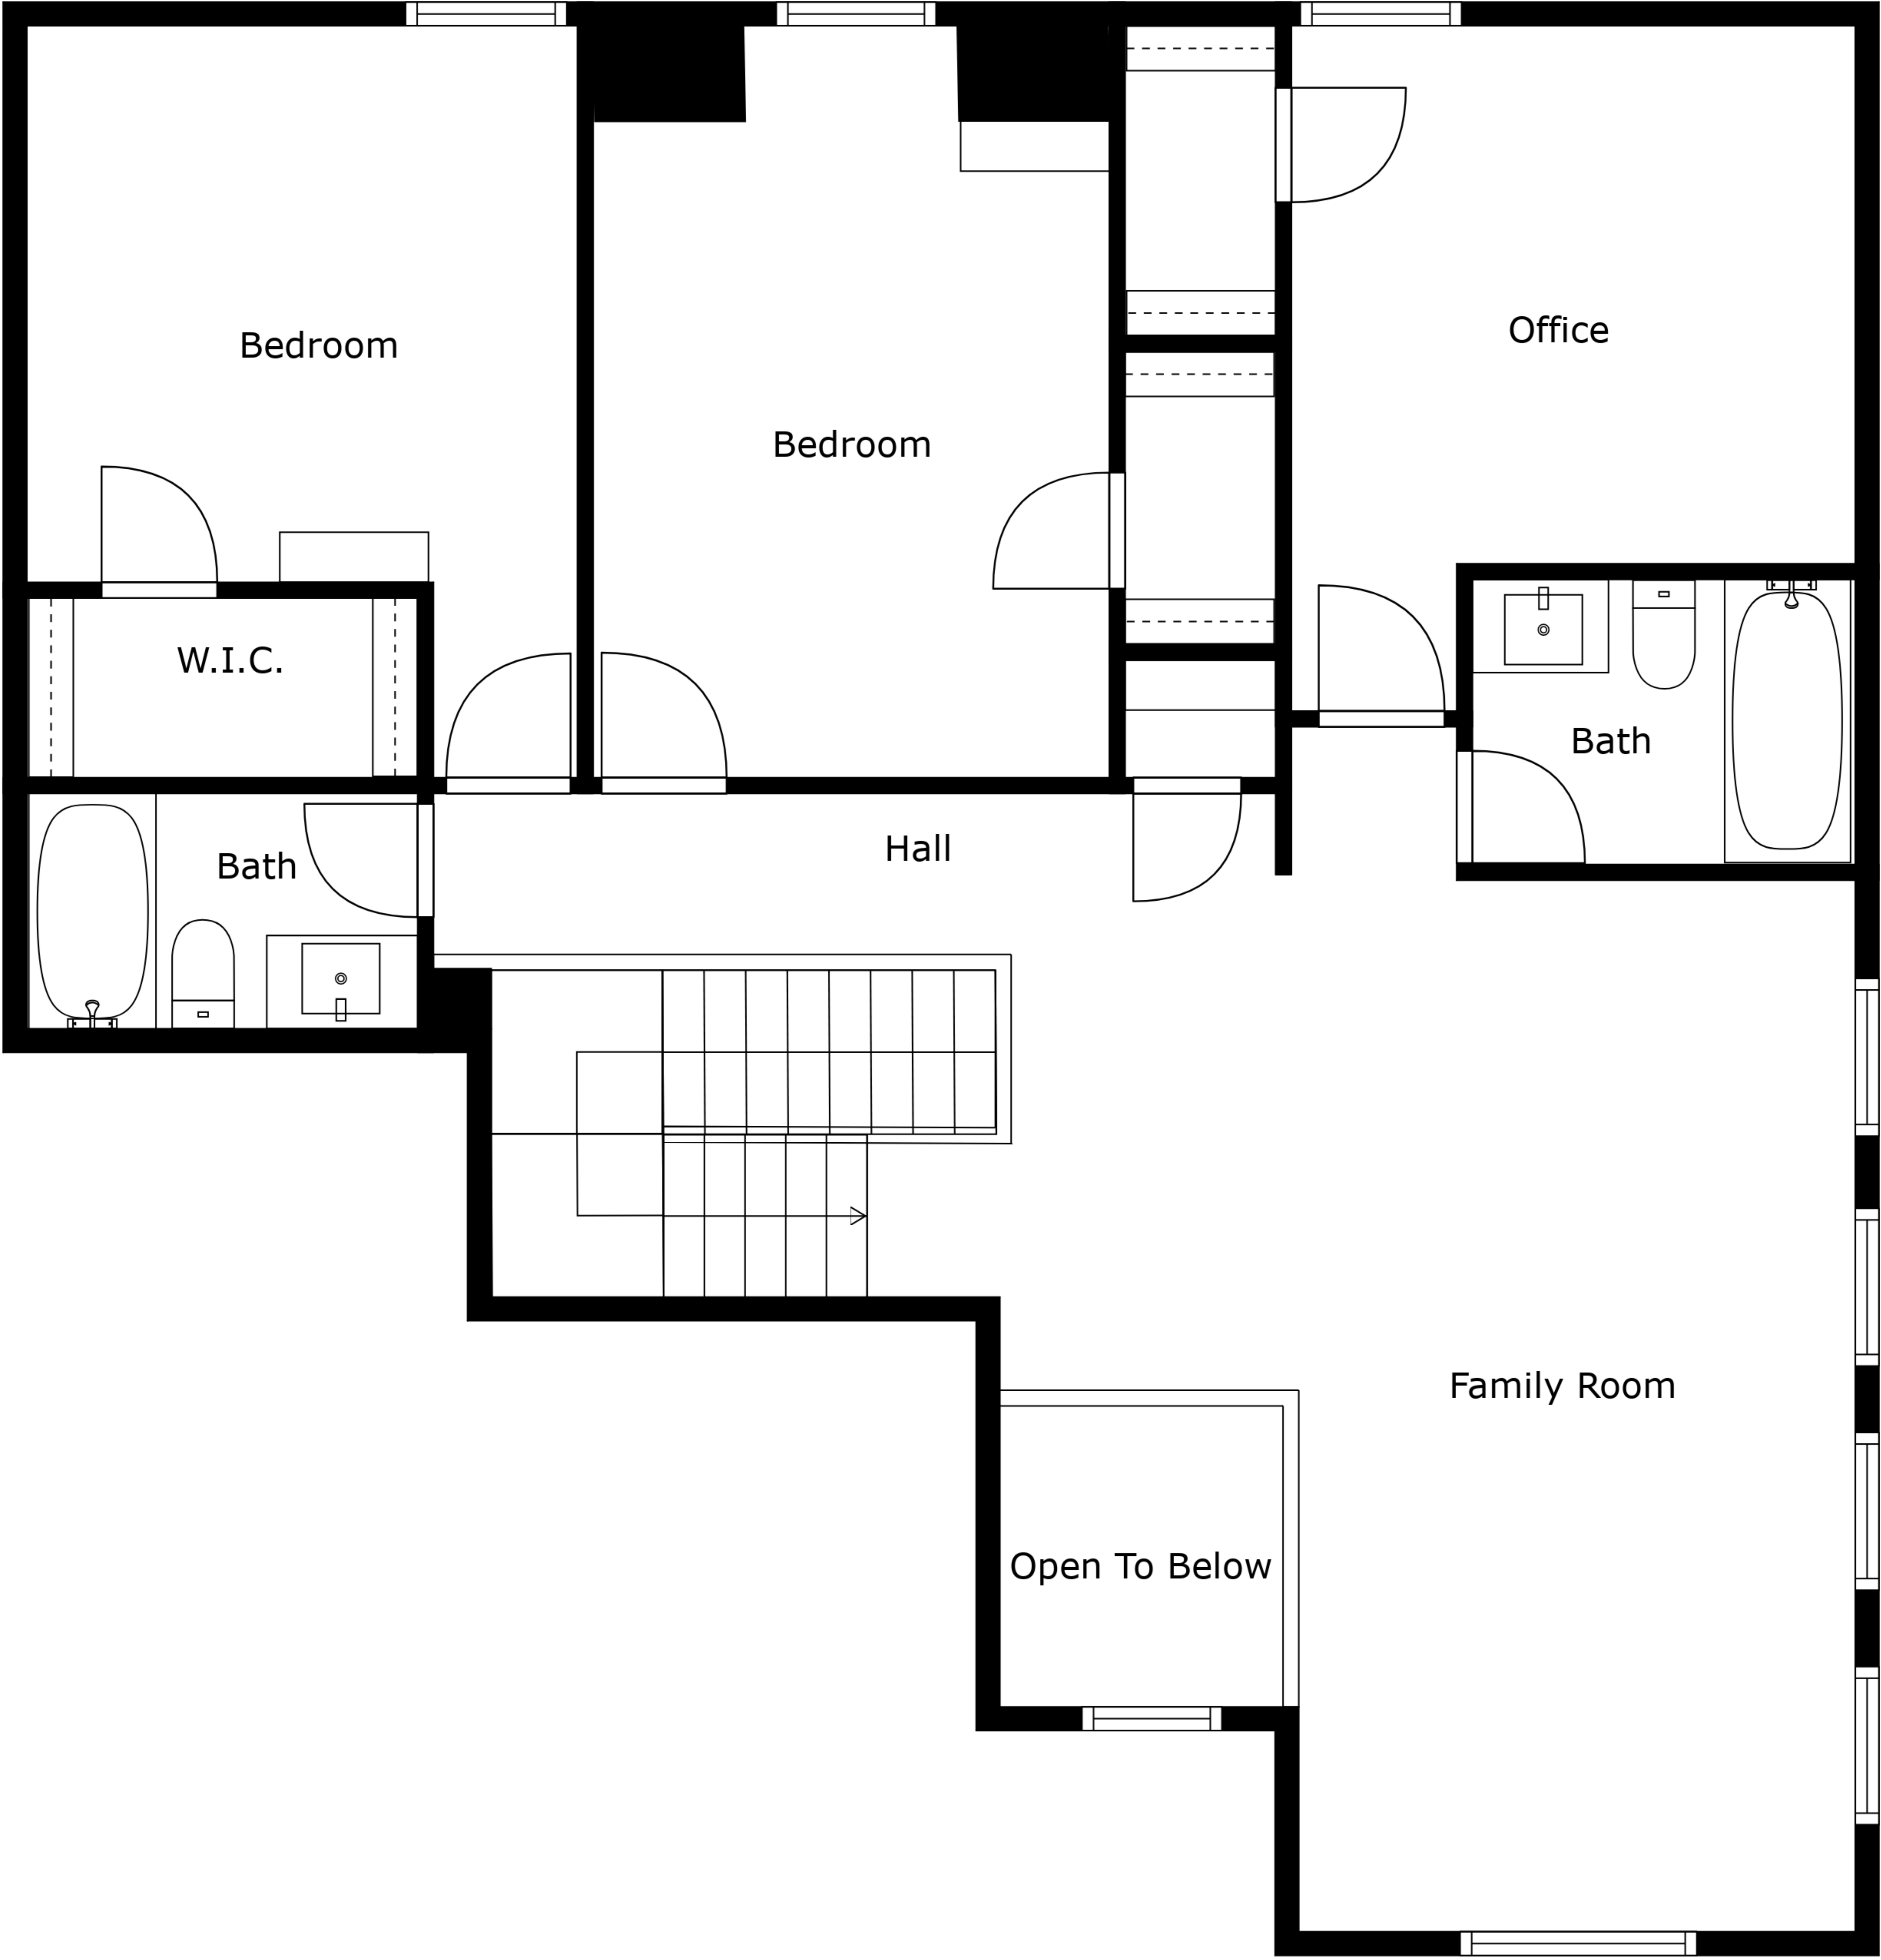 Office
Bedroom
Bedroom
W.I.C.
Bath
Hall
Bath
Family Room
Open To Below